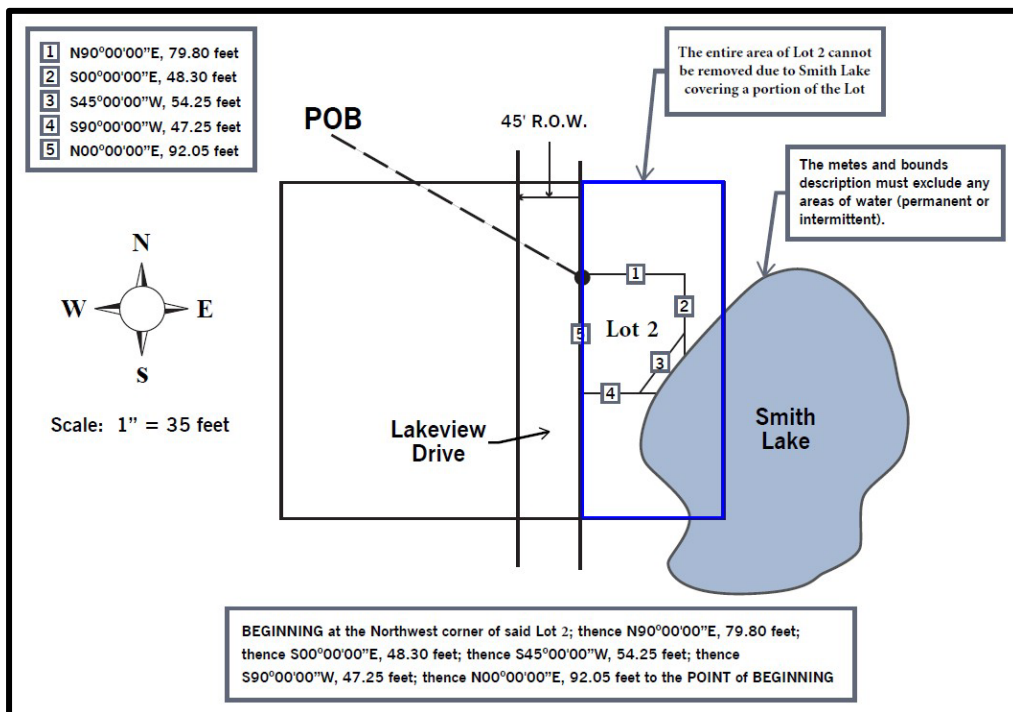 1 N90°00'00"E, 79.80 feet
2 S00°00'00"E, 48.30 feet
3 S45°00'00"W, 54.25 feet
4 S90°00'00"W, 47.25 feet
5 N00°00'00"E, 92.05 feet
The entire area of Lot 2 cannot
be removed due to Smith Lake
covering a portion of the Lot
POB
45' R.O.W.
The metes and bounds
description must exclude any
areas of water (permanent or
intermittent).
N
W E
S
Scale: 1" = 35 feet
1
2
5
Lot 2
3
4
Lakeview
Drive
Smith
Lake
BEGINNING at the Northwest corner of said Lot 2; thence N90°00'00"E, 79.80 feet;
thence S00°00'00"E, 48.30 feet; thence S45°00'00"W, 54.25 feet; thence
S90°00'00"W, 47.25 feet; thence N00°00'00"E, 92.05 feet to the POINT of BEGINNING